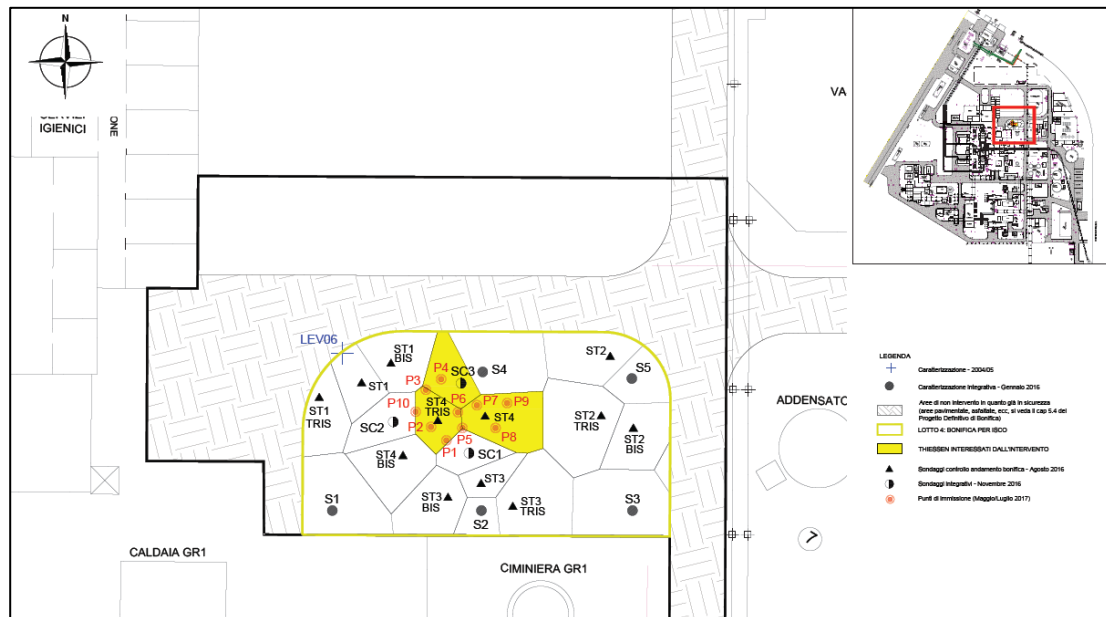 N
IGIENICI
ONE
VA
LEV06
ST1
BIS
ST1
ST1
TRIS
P4
SC3
S4
P3
ST2
S5
P10
SC2
ST4
TRIS
P6
P7
P9
ST4
P2
P1
P5
P8
ST4
BIS
SC1
ST2
TRIS
ST2
BIS
ST3
ST3
BIS
ST3
TRIS
S1
S2
S3
ADDENSATO
CALDAIA GR1
CIMINIERA GR1
7
LEGENDA
Caratterizzazione - 2004/05
Caratterizzazione integrativa - Gennaio 2016
Aree di non intervento in quanto già in sicurezza
(aree pavimentate, asfaltate, ecc, si veda il cap 5.4 del
Progetto Definitivo di Bonifica)
LOTTO 4: BONIFICA PER ISCO
THIESSEN INTERESSATI DALL'INTERVENTO
Sondaggi controllo andamento bonifica - Agosto 2016
Sondaggi integrativi - Novembre 2016
Punti di immissione (Maggio/Luglio 2017)